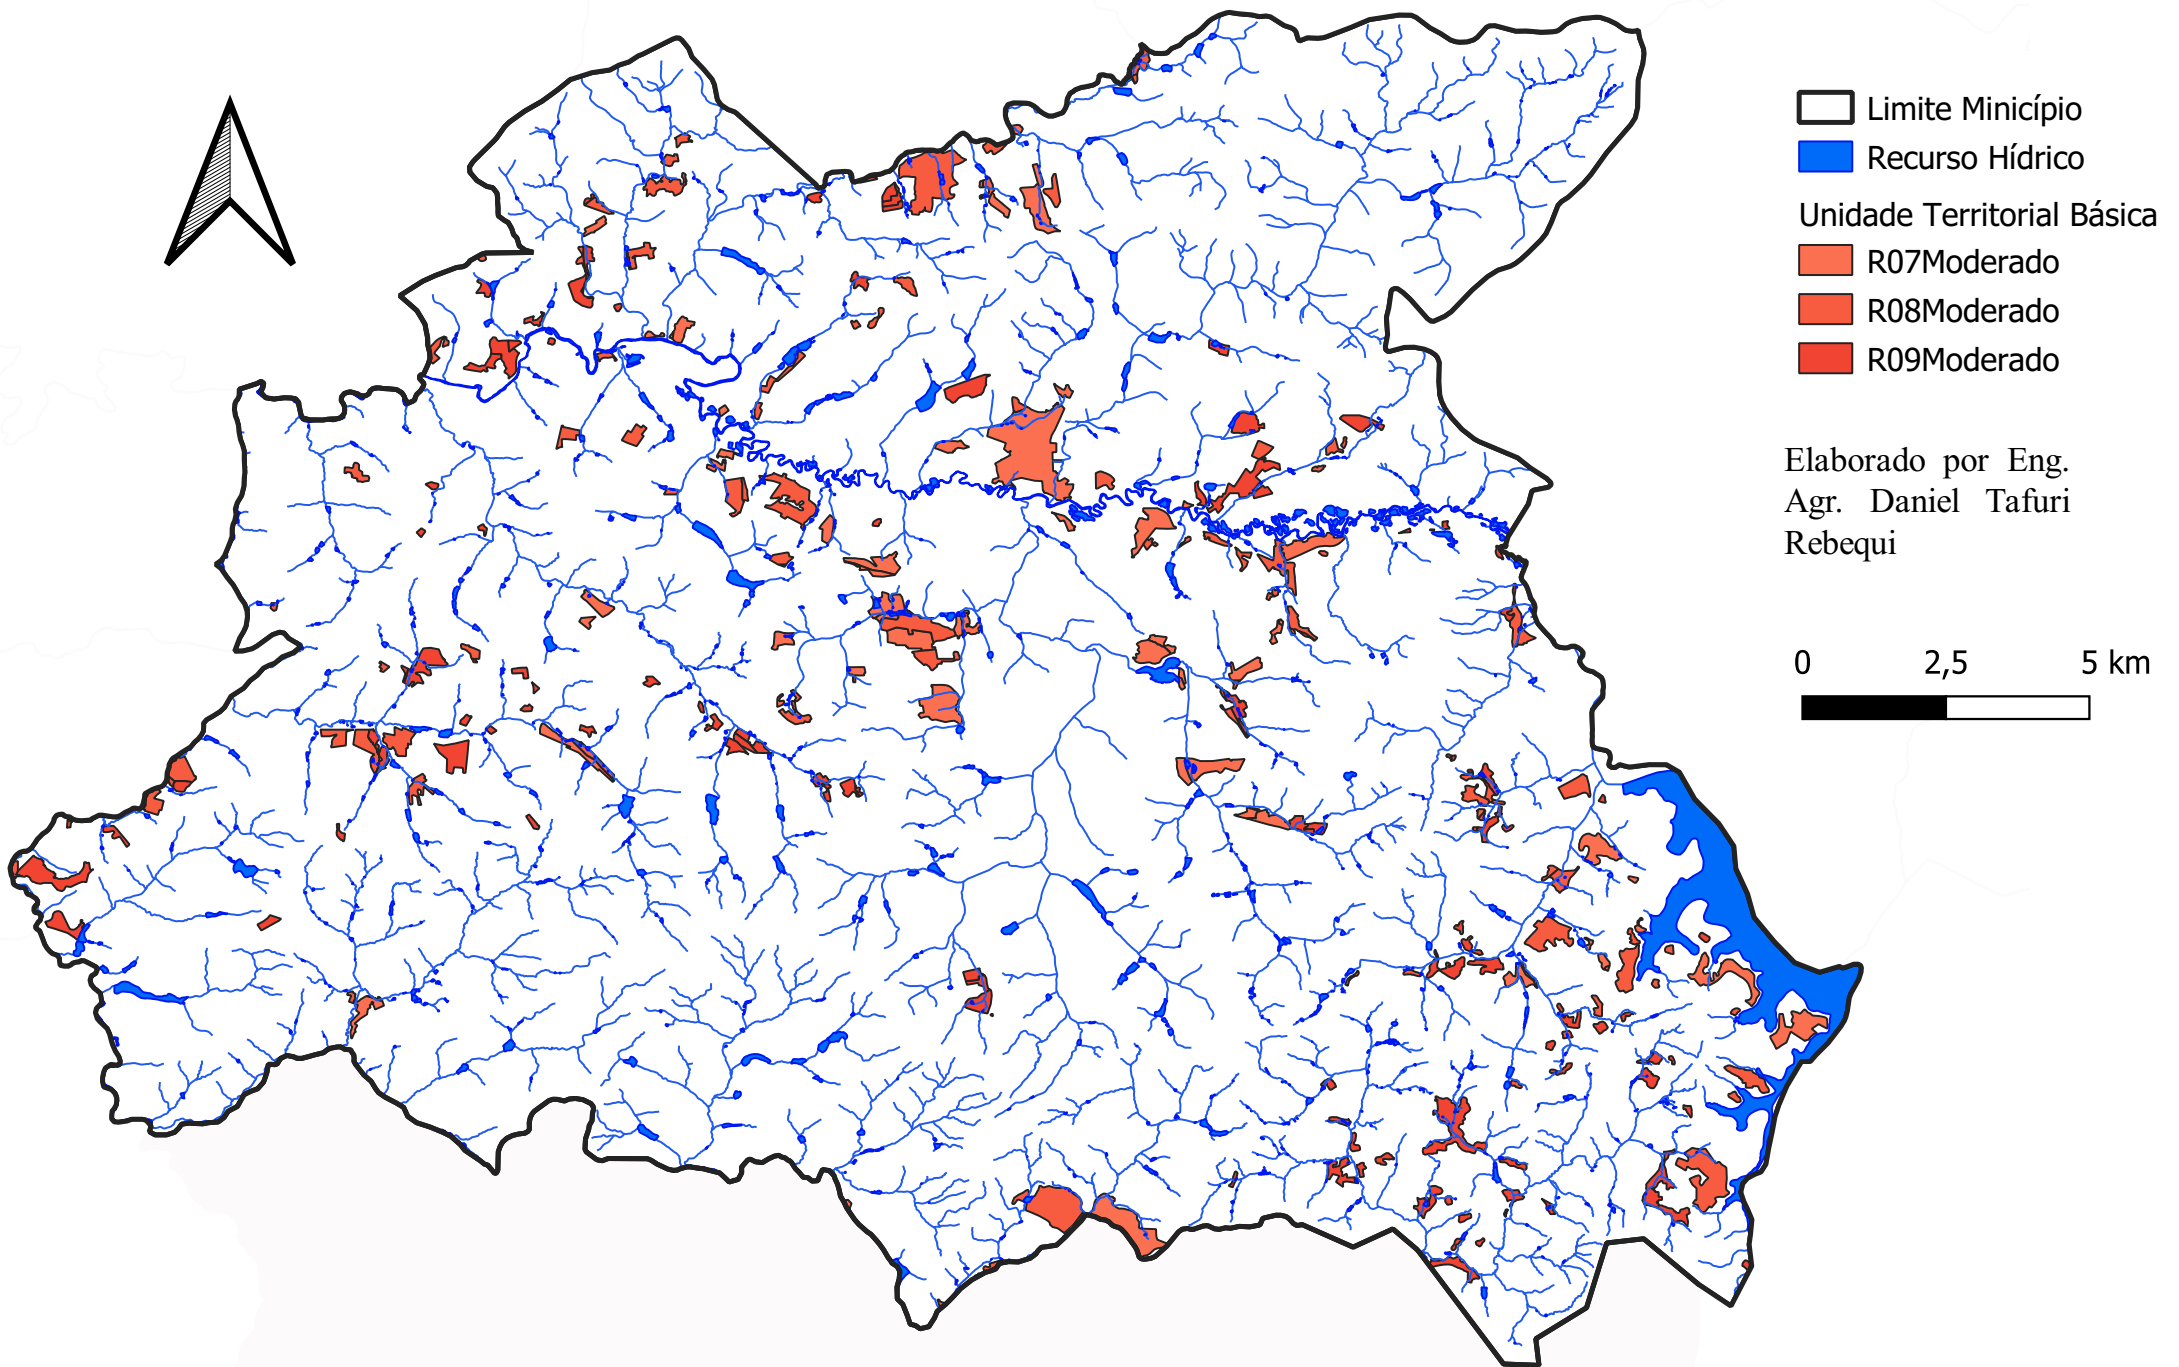 Limite Minicípio
Recurso Hídrico
Unidade Territorial Básica
R07Moderado
R08Moderado
R09Moderado
Elaborado por Eng.
Agr. Daniel Tafuri
Rebequi
0 2,5 5 km